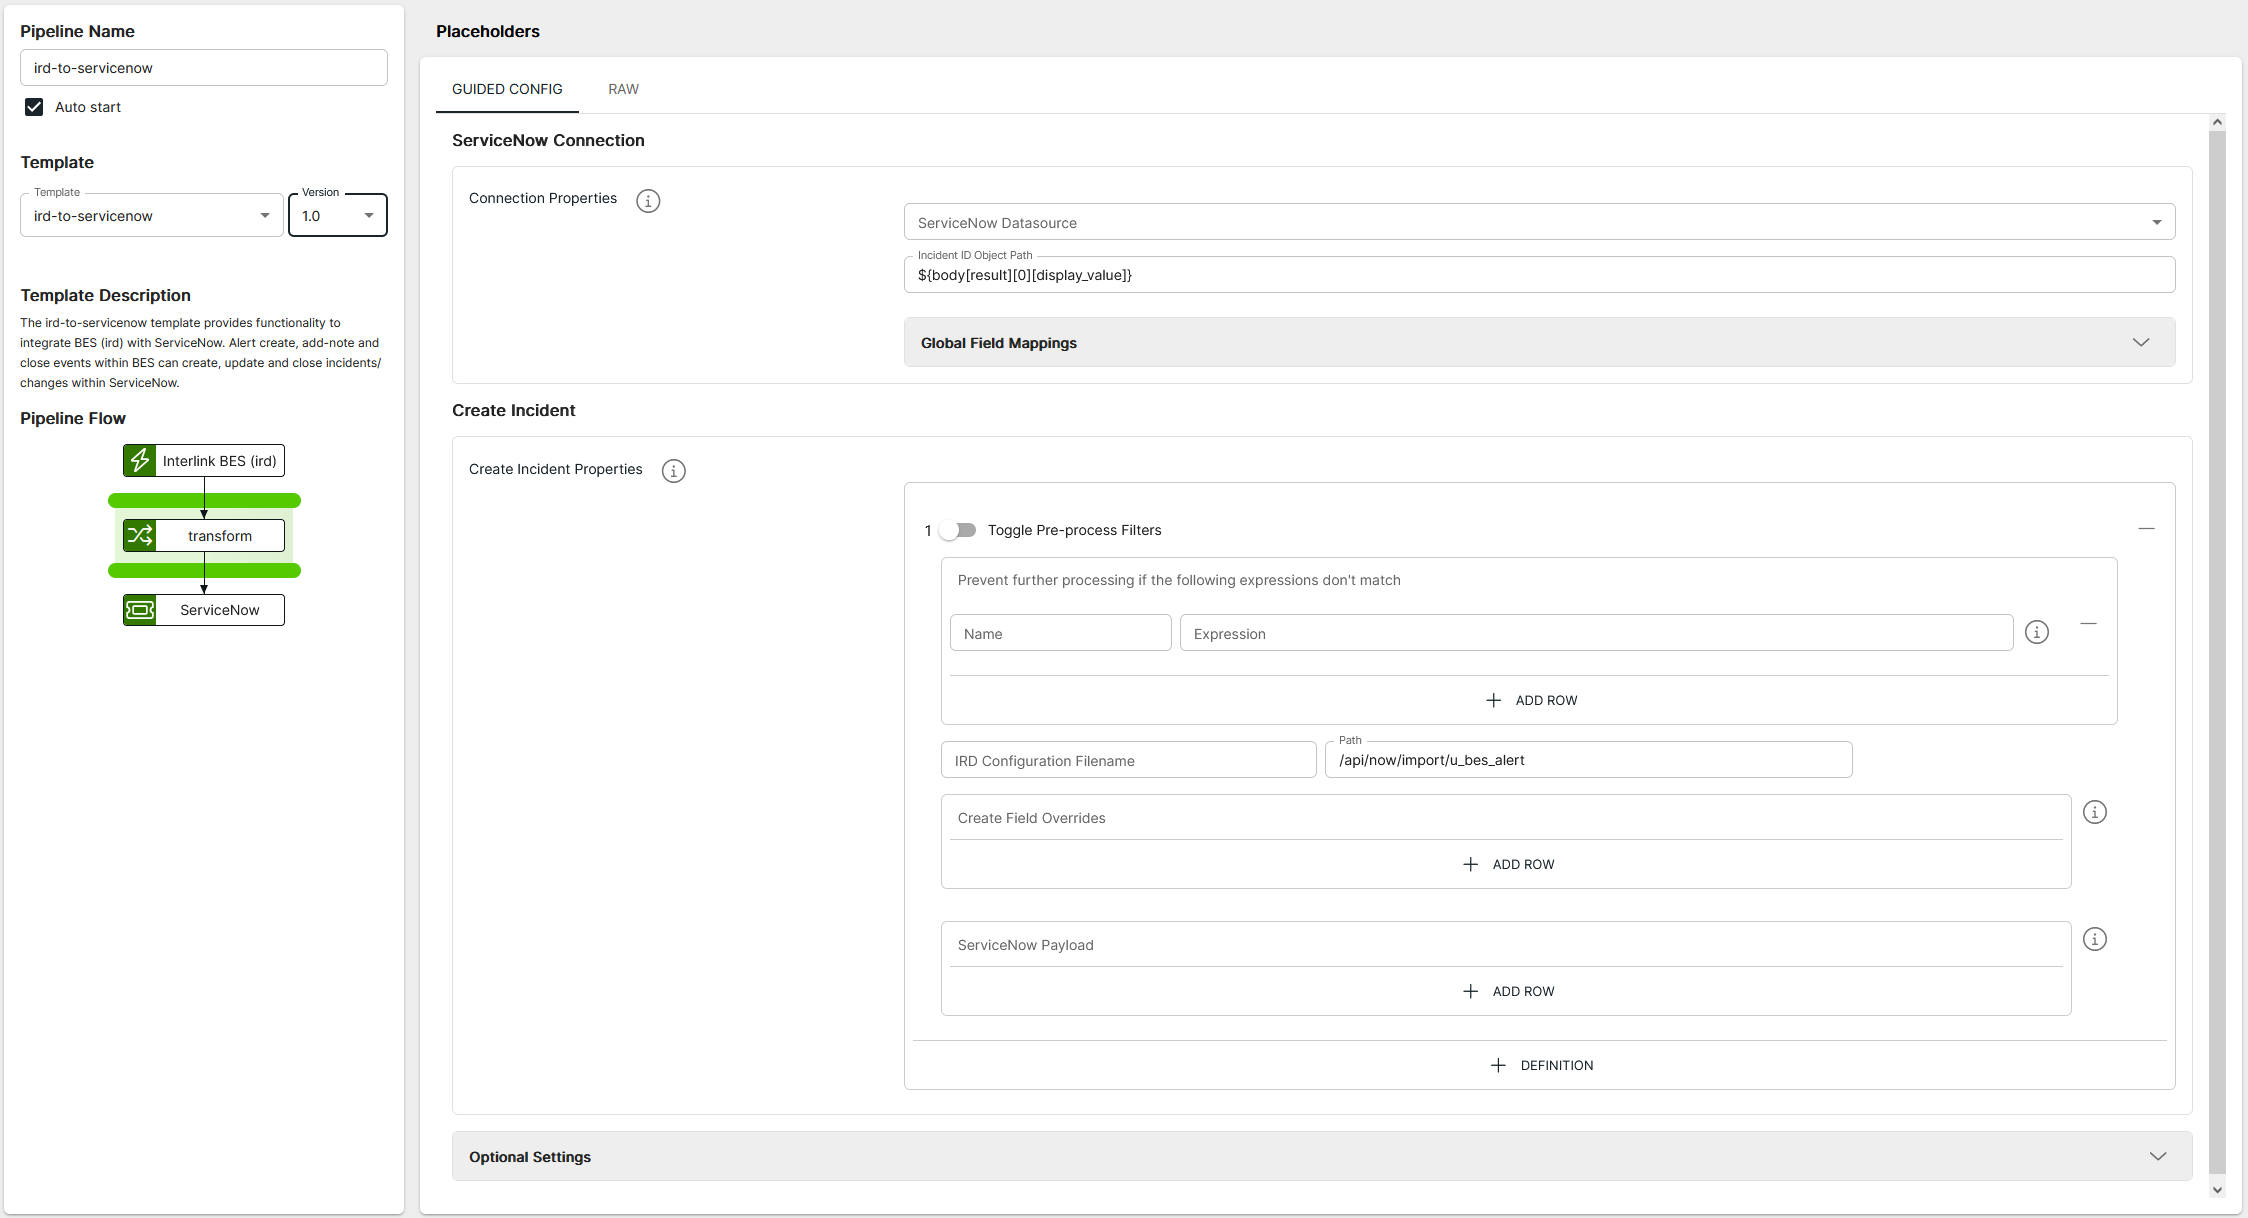 Pipeline Name
ird-to-servicenow
Auto start
Template
Template
ird-to-servicenow
Version
1.0
Template Description
The ird-to-servicenow template provides functionality to
integrate BES (ird) with ServiceNow. Alert create, add-note and
close events within BES can create, update and close incidents/
changes within ServiceNow.
Pipeline Flow
Interlink BES (ird)
transform
ServiceNow
Placeholders
GUIDED CONFIG
RAW
ServiceNow Connection
Connection Properties
ServiceNow Datasource
Incident ID Object Path
${body[result][0][display_value]}
Global Field Mappings
Create Incident
Create Incident Properties
1
Toggle Pre-process Filters
Prevent further processing if the following expressions don't match
Name
Expression
ADD ROW
IRD Configuration Filename
Path
/api/now/import/u_bes_alert
Create Field Overrides
ADD ROW
ServiceNow Payload
ADD ROW
DEFINITION
Optional Settings